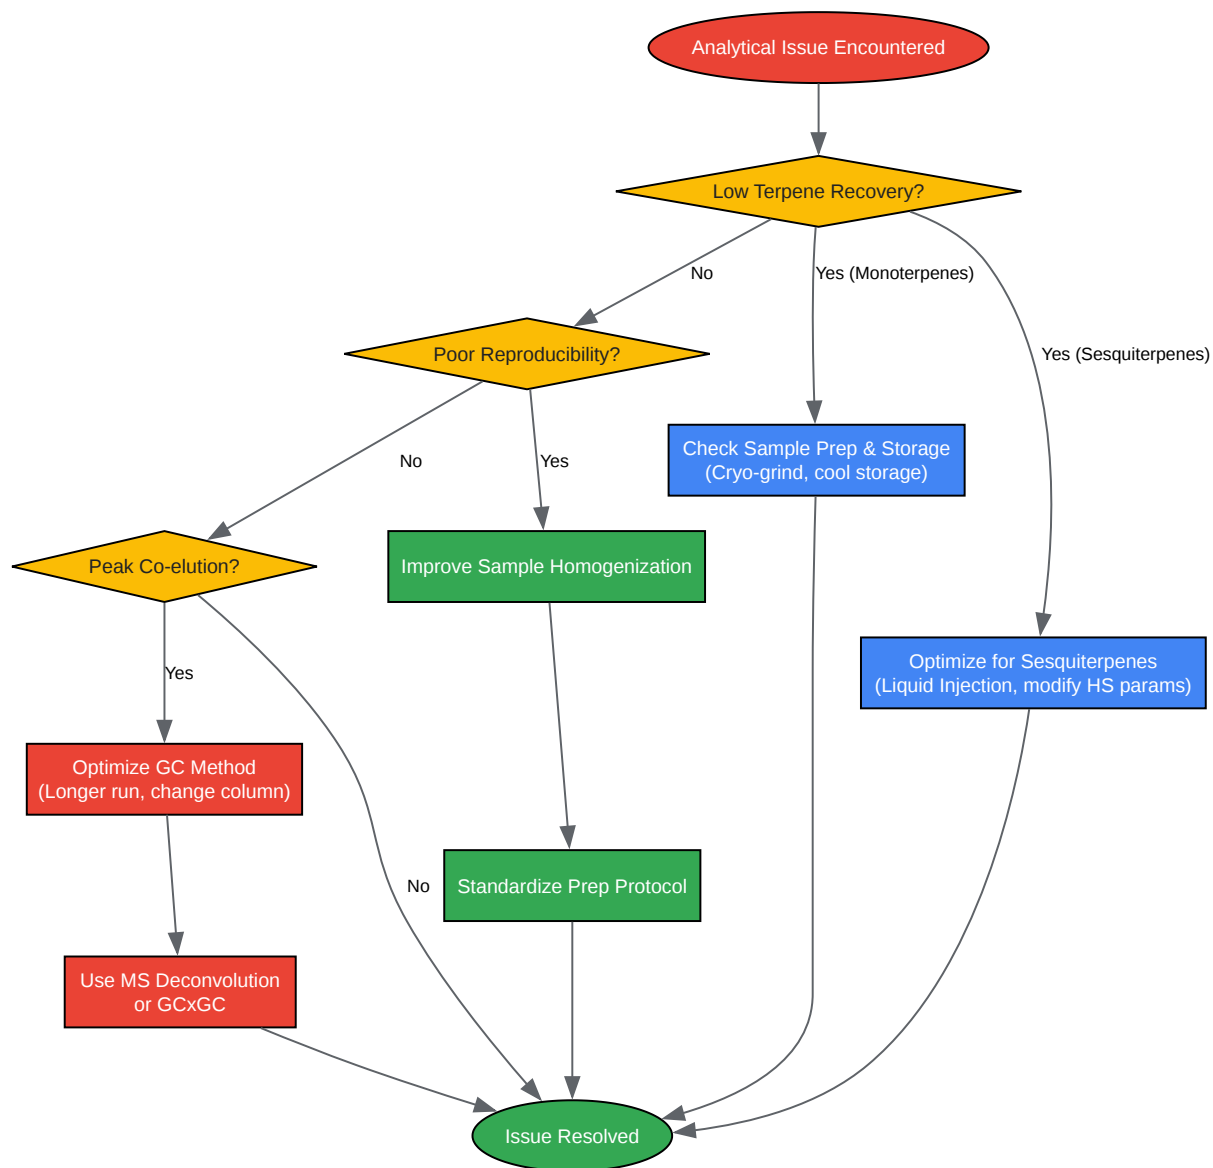 Analytical Issue Encountered
Low Terpene Recovery?
No
Yes (Monoterpenes)
Poor Reproducibility?
Yes (Sesquiterpenes)
Check Sample Prep & Storage
(Cryo-grind, cool storage)
No
Yes
Peak Co-elution?
Improve Sample Homogenization
Optimize for Sesquiterpenes
(Liquid Injection, modify HS params)
Yes
Optimize GC Method
(Longer run, change column)
No
Standardize Prep Protocol
Use MS Deconvolution
or GCxGC
Issue Resolved